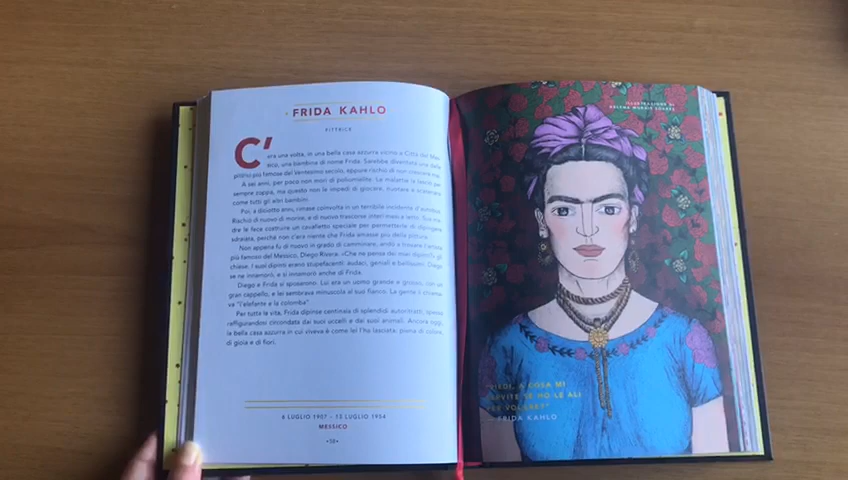 FRIDA KAHLO
PITTRICE
C'era una volta, in una bella casa azzurra vicino a Città del Mes-
sico, una bambina di nome Frida. Sarebbe diventata una delle
pittrici più famose del Ventesimo secolo, eppure rischiò di non crescere mai.
A sei anni, per poco non morì di poliomielite. La malattia la lasciò per
sempre zoppa, ma questo non le impedì di giocare, nuotare e scatenarsi
come tutti gli altri bambini.
Poi, a diciotto anni, rimase coinvolta in un terribile incidente d'autobus.
Rischiò di nuovo di morire, e di nuovo trascorse interi mesi a letto. Sua ma-
dre le fece costruire un cavalletto speciale per permetterle di dipingere
sdraiata, perché non c'era niente che Frida amasse più della pittura.
Non appena fu di nuovo in grado di camminare, andò a trovare l'artista
più famoso del Messico, Diego Rivera. «Che ne pensa dei miei dipinti?» gli
chiese. I suoi dipinti erano stupefacenti: audaci, geniali e bellissimi. Diego
se ne innamorò, e si innamorò anche di Frida.
Diego e Frida si sposarono. Lui era un uomo grande e grosso, con un
gran cappello, e lei sembrava minuscola al suo fianco. La gente li chiama-
va "l'elefante e la colomba".
Per tutta la vita, Frida dipinse centinaia di splendidi autoritratti, spesso
raffigurandosi circondata dai suoi uccelli e dai suoi animali. Ancora oggi,
la bella casa azzurra in cui viveva è come lei l'ha lasciata: piena di colore,
di gioia e di fiori.
6 LUGLIO 1907 - 13 LUGLIO 1954
MESSICO
ILLUSTRAZIONE DI
"PIEDI, A COSA MI
SERVITE SE HO LE ALI
PER VOLARE?"
FRIDA KAHLO